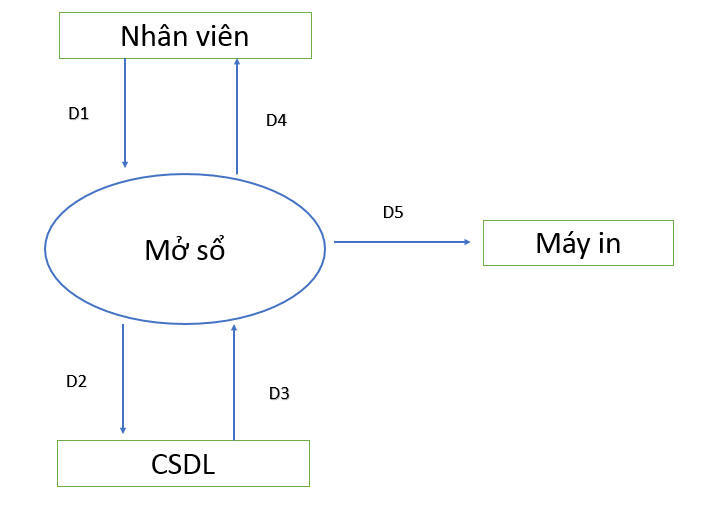 Nhân viên
D1
D4
D5
Mở sổ
Máy in
D2
D3
CSDL